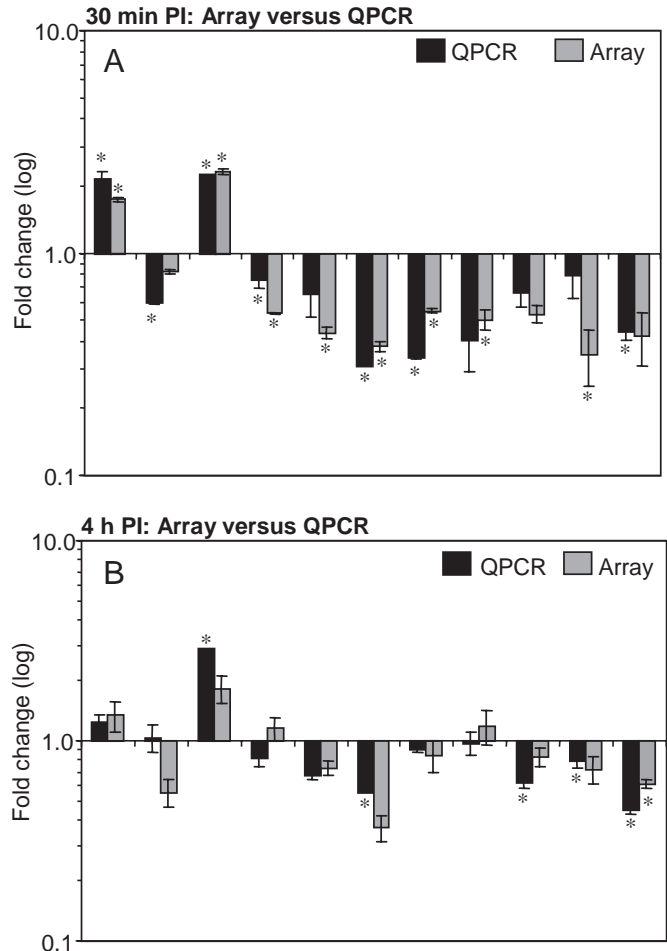 30 min PI: Array versus QPCR
10.0
A
QPCR
Array
* * * * * * * * * * * * * * *
1.0
0.1
Fold change (log)
4 h PI: Array versus QPCR
10.0
B
QPCR
Array
* * * * * *
1.0
0.1
Fold change (log)